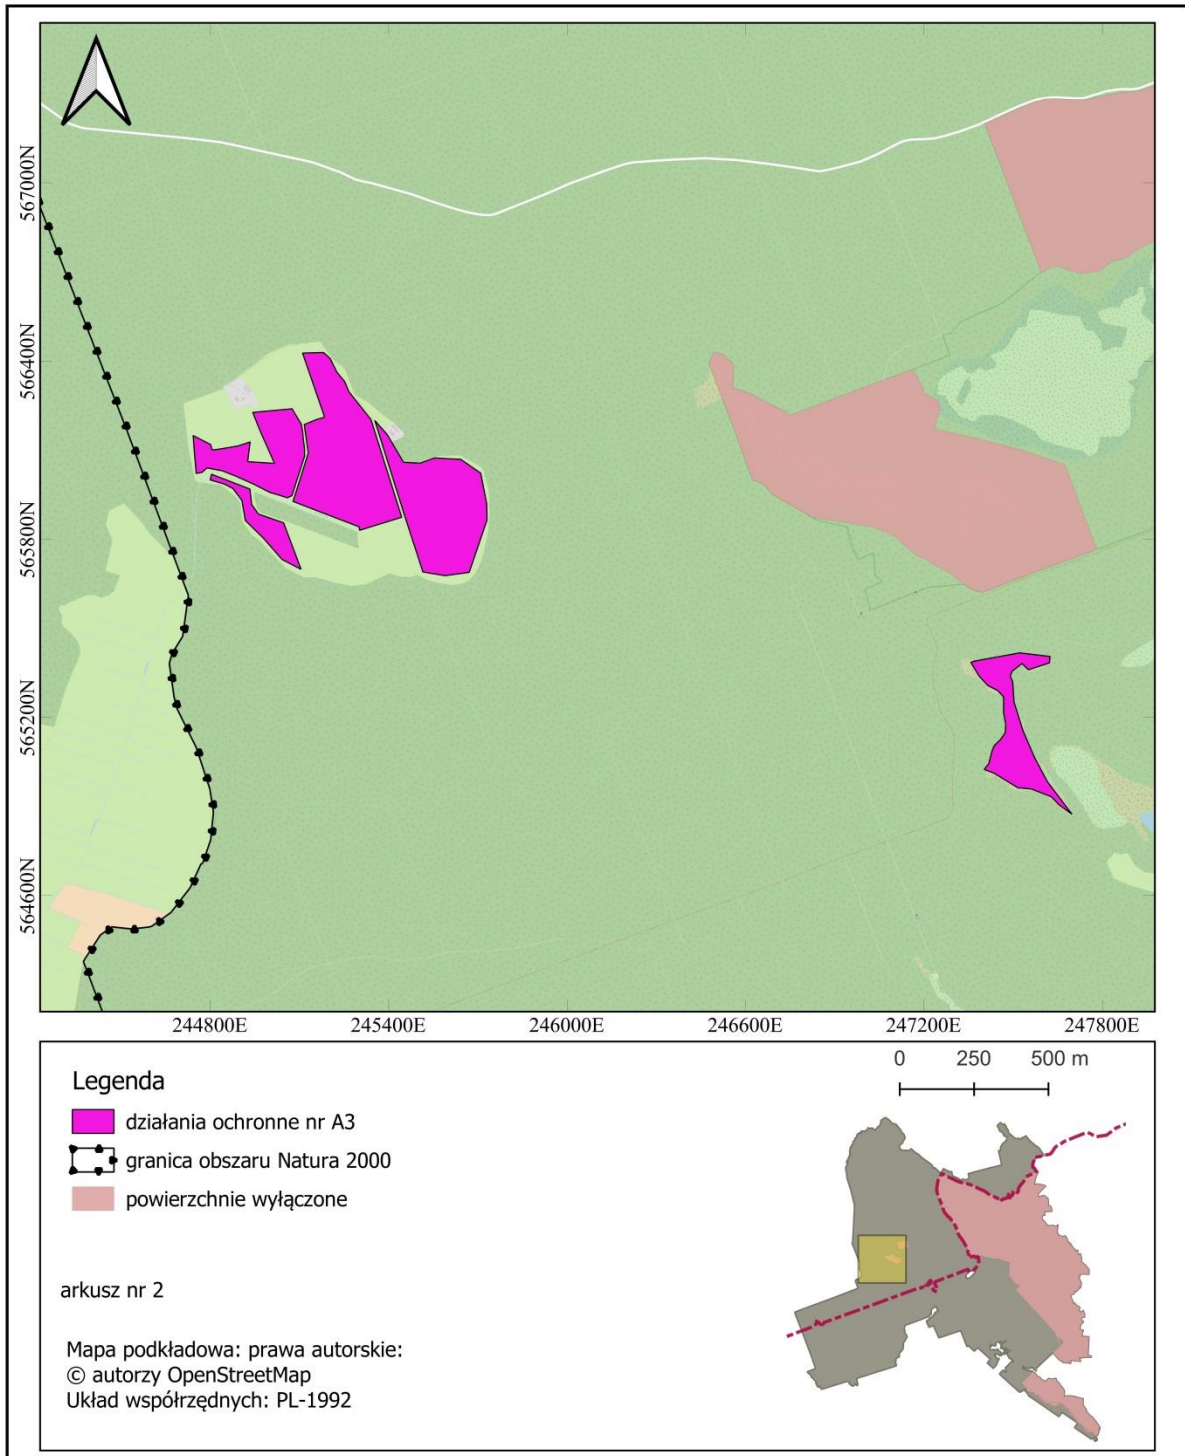 567000N
566400N
565800N
565200N
564600N
244800E 245400E 246000E 246600E 247200E 247800E
0 250 500 m
Legenda
działania ochronne nr A3
granica obszaru Natura 2000
powierzchnie wyłączone
arkusz nr 2
Mapa podkładowa: prawa autorskie:
© autorzy OpenStreetMap
Układ współrzędnych: PL-1992